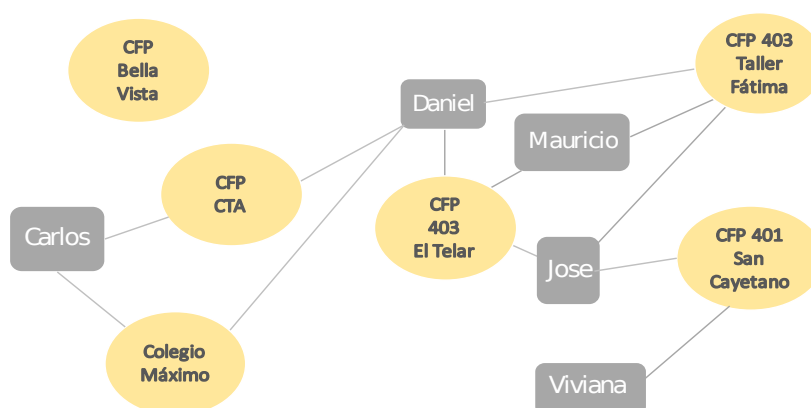 CFP
Bella
Vista
CFP 403
Taller
Fátima
Daniel
Mauricio
CFP
CTA
CFP
403
El Telar
Carlos
CFP 401
San
Cayetano
Jose
Colegio
Máximo
Viviana